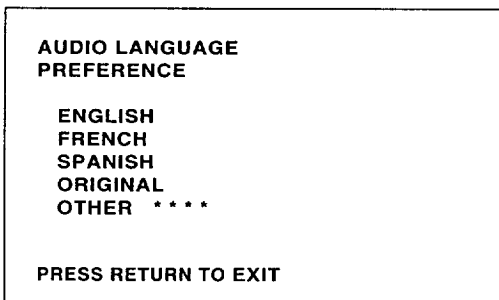 AUDIO LANGUAGE
PREFERENCE
ENGLISH
FRENCH
SPANISH
ORIGINAL
OTHER * * * *
PRESS RETURN TO EXIT